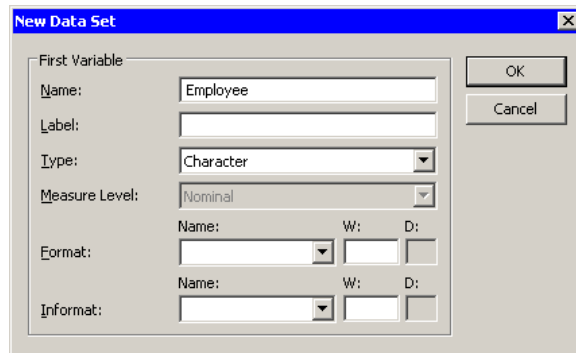 New Data Set
First Variable
Name: Employee
Label:
Type: Character
Measure Level: Nominal
Name: W: D:
Format:
Name: W: D:
Informat:
OK
Cancel